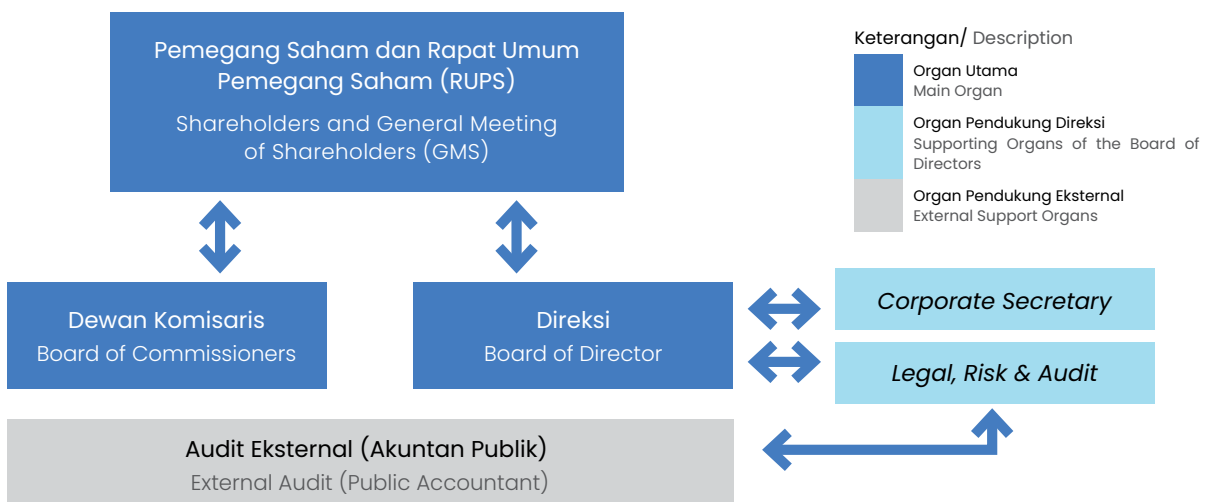 Pemegang Saham dan Rapat Umum
Pemegang Saham (RUPS)
Shareholders and General Meeting
of Shareholders (GMS)
Keterangan/ Description
Organ Utama
Main Organ
Organ Pendukung Direksi
Supporting Organs of the Board of
Directors
Organ Pendukung Eksternal
External Support Organs
Dewan Komisaris
Board of Commissioners
Direksi
Board of Director
Corporate Secretary
Legal, Risk & Audit
Audit Eksternal (Akuntan Publik)
External Audit (Public Accountant)